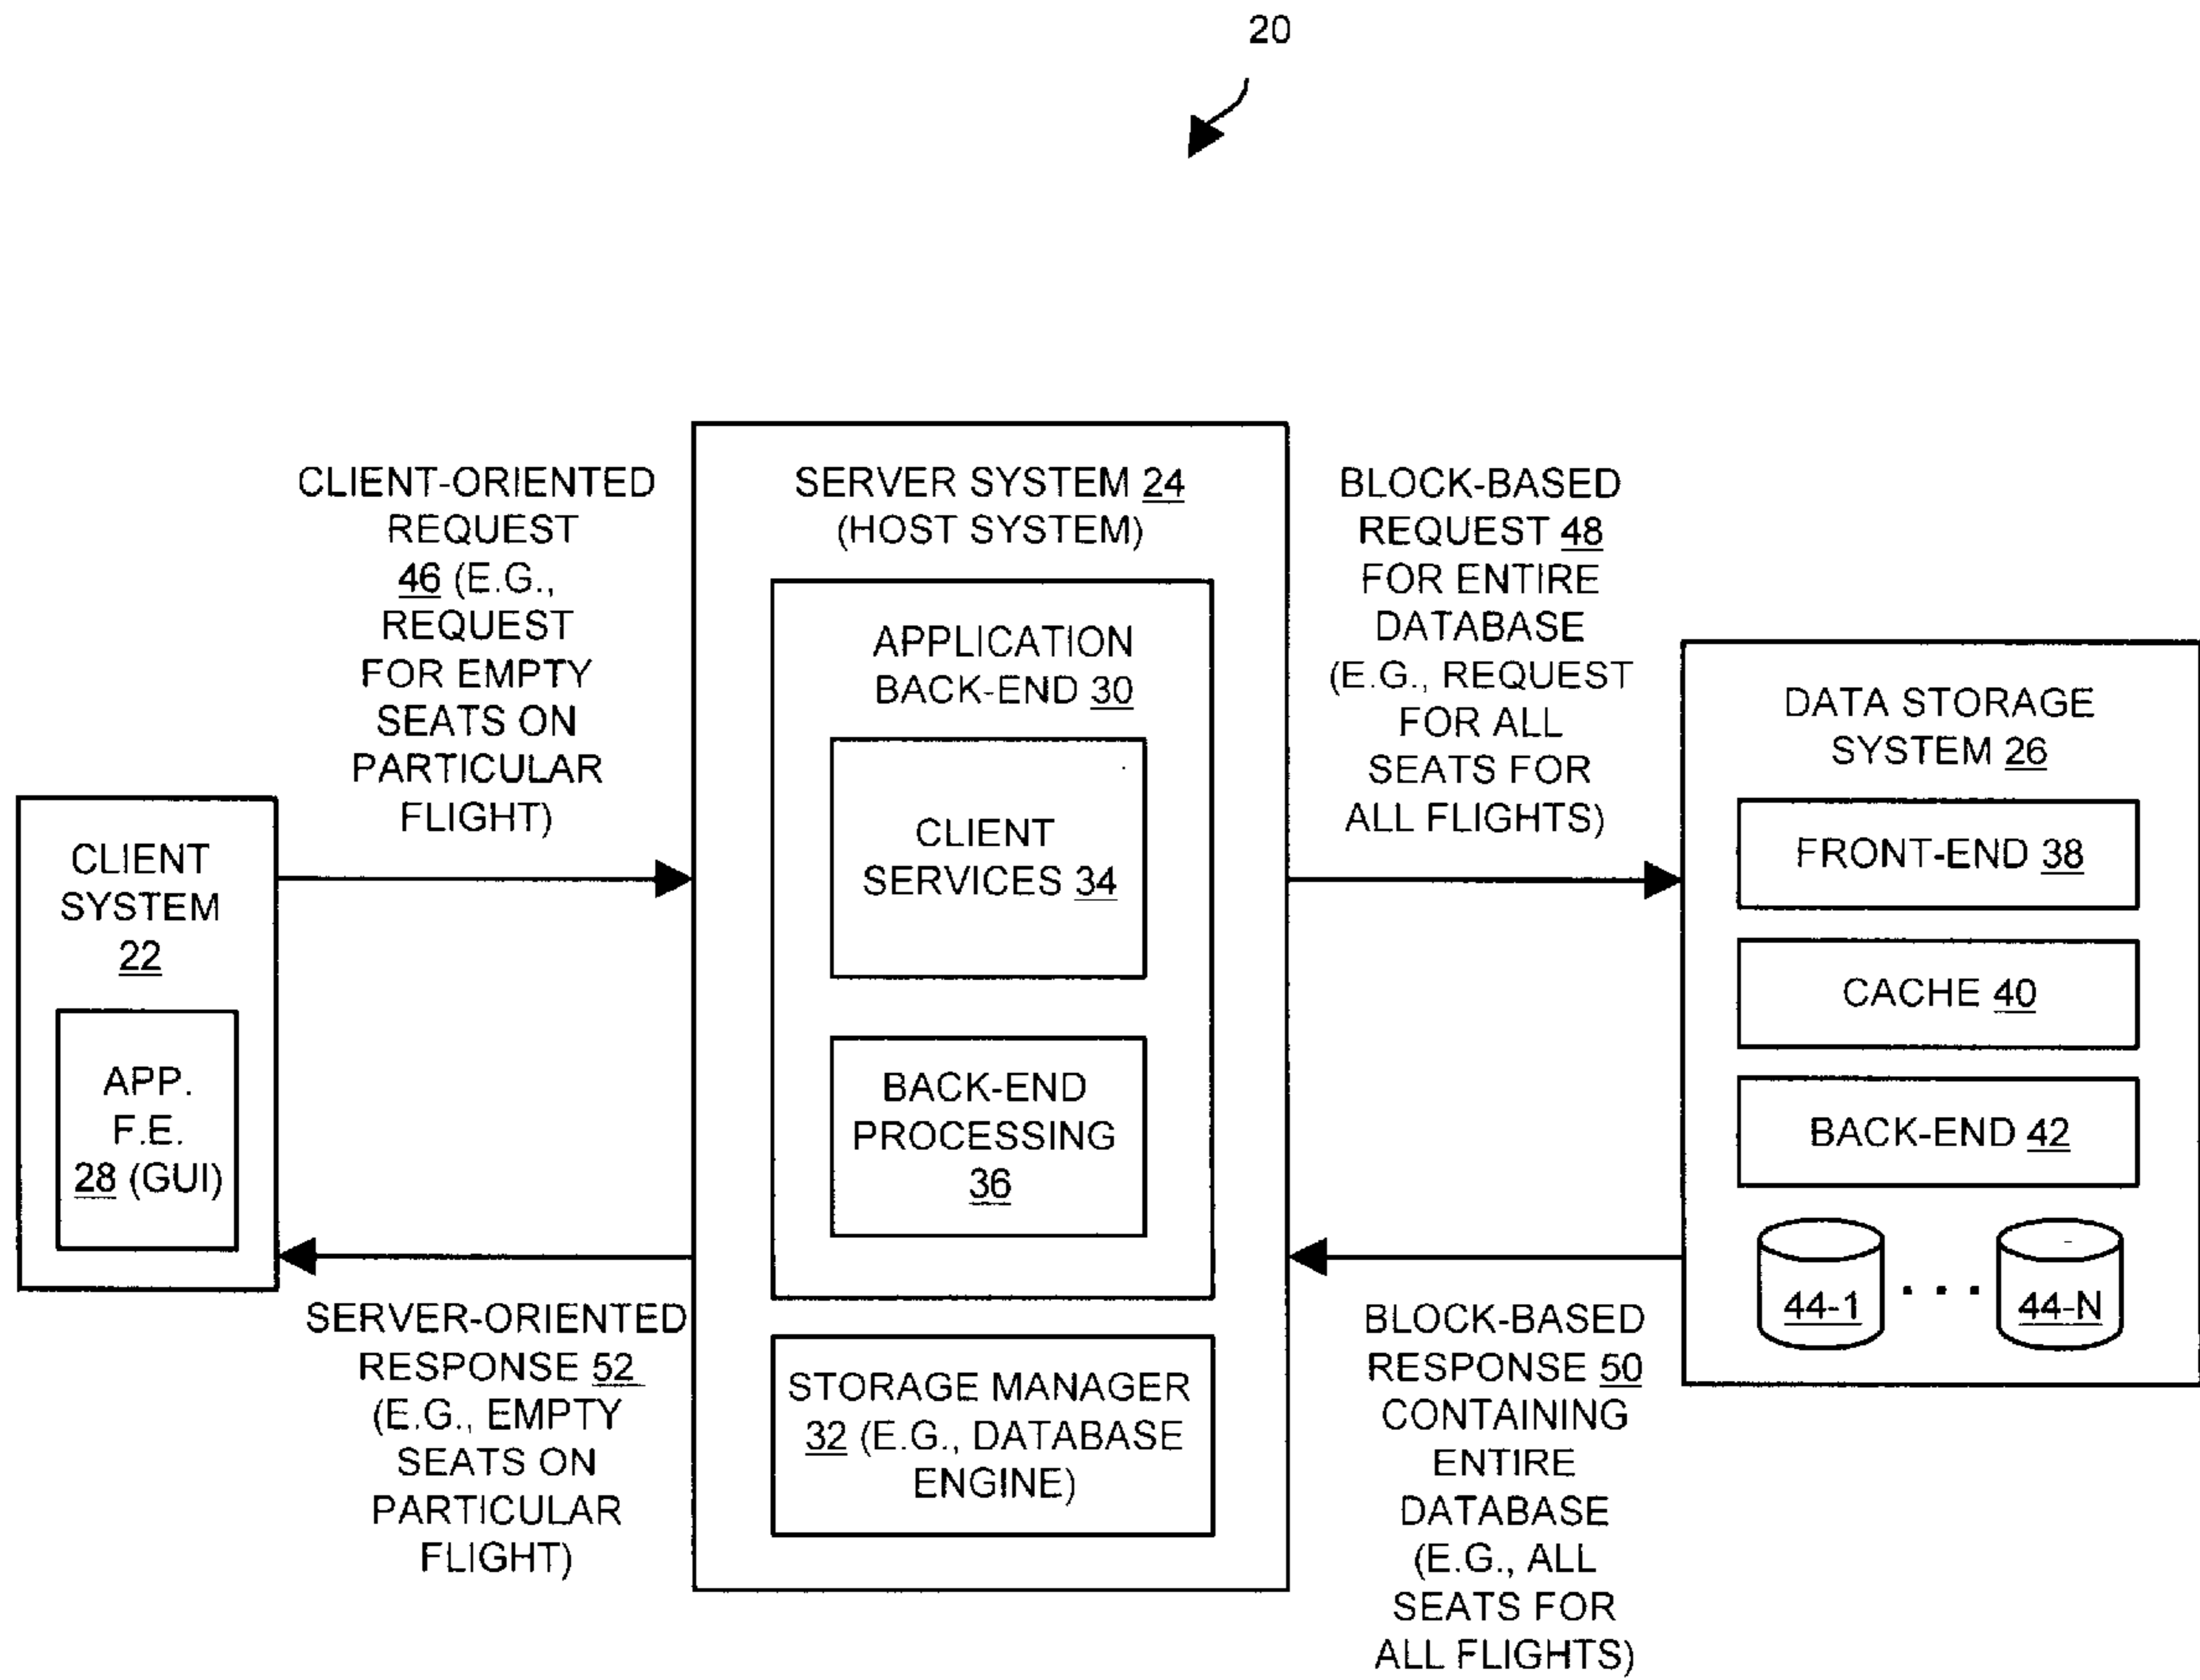 20
CLIENT-ORIENTED
REQUEST
46 (E.G.,
REQUEST
FOR EMPTY
SEATS ON
PARTICULAR
FLIGHT)
CLIENT
SYSTEM
22
APP.
F.E.
28 (GUI)
SERVER-ORIENTED
RESPONSE 52
(E.G., EMPTY
SEATS ON
PARTICULAR
FLIGHT)
SERVER SYSTEM 24
(HOST SYSTEM)
APPLICATION
BACK-END 30
CLIENT
SERVICES 34
BACK-END
PROCESSING
36
STORAGE MANAGER
32 (E.G., DATABASE
ENGINE)
BLOCK-BASED
REQUEST 48
FOR ENTIRE
DATABASE
(E.G., REQUEST
FOR ALL
SEATS FOR
ALL FLIGHTS)
BLOCK-BASED
RESPONSE 50
CONTAINING
ENTIRE
DATABASE
(E.G., ALL
SEATS FOR
ALL FLIGHTS)
DATA STORAGE
SYSTEM 26
FRONT-END 38
CACHE 40
BACK-END 42
44-1 . . . 44-N